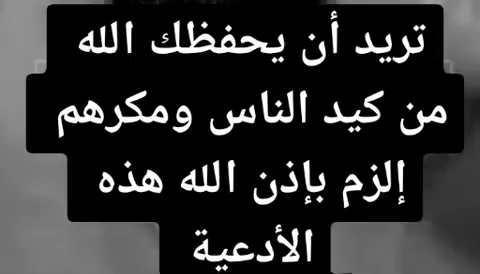 تريد أن يحفظك الله
من كيد الناس ومكرهم
إلزم بإذن الله هذه
الأدعية